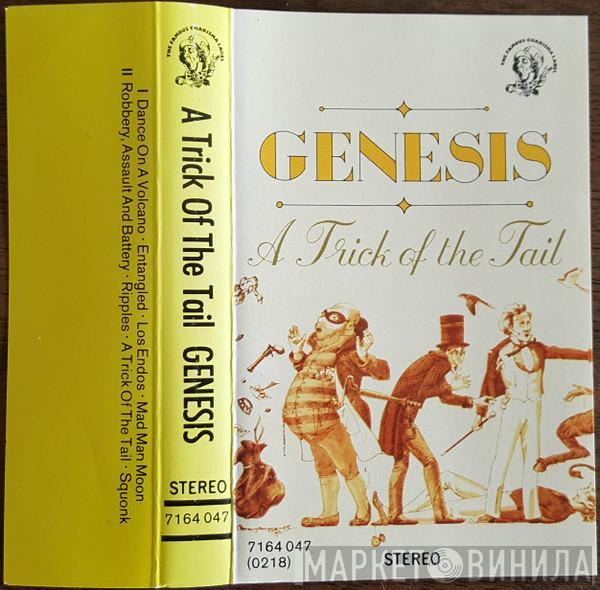 I Dance On A Volcano · Entangled · Los Endos · Mad Man Moon
II Robbery, Assault And Battery · Ripples · A Trick Of The Tail · Squonk
THE FAMOUS CHARISMA LABEL
A Trick Of The Tail GENESIS
STEREO
7164 047
THE FAMOUS CHARISMA LABEL
GENESIS
A Trick of the Tail
7164 047
(0218)
STEREO
МАРКЕТ ВИНИЛА